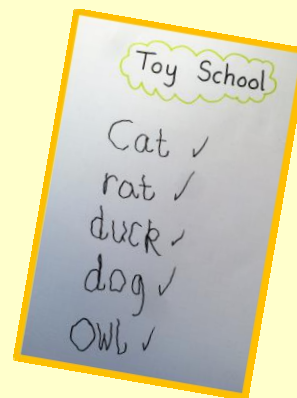 Toy School
Cat ✓
rat ✓
duck ✓
dog ✓
Owl ✓